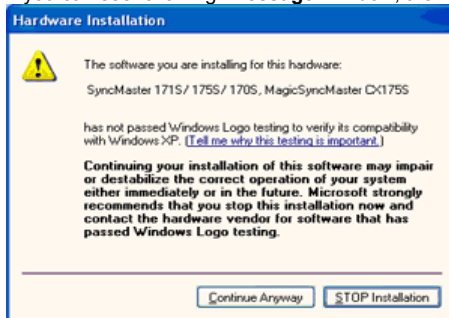 Hardware Installation
The software you are installing for this hardware:
SyncMaster 171S/ 175S/ 170S, MagicSyncMaster CX175S
has not passed Windows Logo testing to verify its compatibility
with Windows XP. (Tell me why this testing is important.)
Continuing your installation of this software may impair
or destabilize the correct operation of your system
either immediately or in the future. Microsoft strongly
recommends that you stop this installation now and
contact the hardware vendor for software that has
passed Windows Logo testing.
Continue Anyway STOP Installation